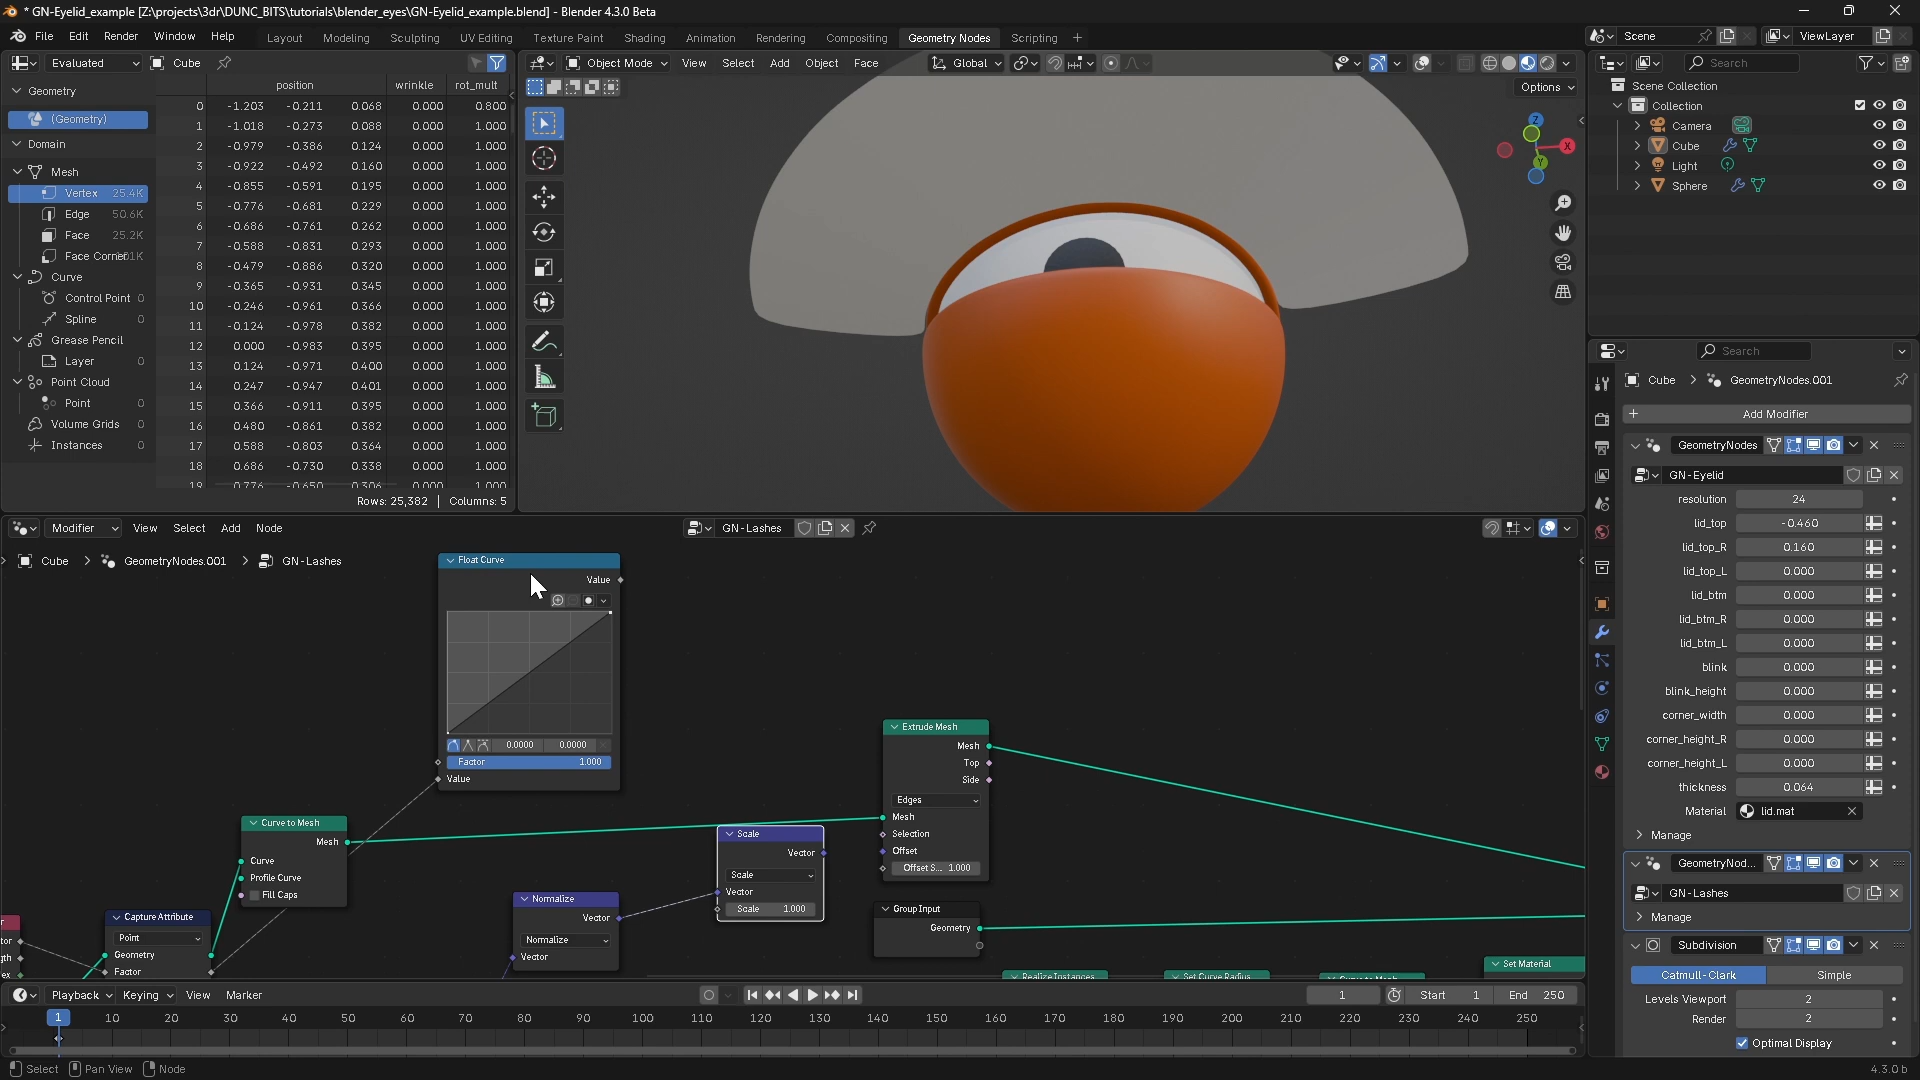 * GN-Eyelid_example [Z:\projects\3dr\DUNC_BITS\tutorials\blender_eyes\GN-Eyelid_example.blend] - Blender 4.3.0 Beta
File Edit Render Window Help Layout Modeling Sculpting UV Editing Texture Paint Shading Animation Rendering Compositing Geometry Nodes Scripting + Scene ViewLayer
Evaluated Cube
Geometry
(Geometry)
Domain
Mesh
Vertex 25.4K
Edge 50.6K
Face 25.2K
Face Corner
Curve
Control Point 0
Spline 0
Grease Pencil
Layer 0
Point Cloud
Point 0
Volume Grids 0
Instances 0
position wrinkle rot_mult
0 -1.203 -0.211 0.068 0.000 0.800
1 -1.018 -0.273 0.088 0.000 1.000
2 -0.979 -0.386 0.124 0.000 1.000
3 -0.922 -0.492 0.160 0.000 1.000
4 -0.855 -0.591 0.195 0.000 1.000
5 -0.776 -0.681 0.229 0.000 1.000
6 -0.686 -0.761 0.262 0.000 1.000
7 -0.588 -0.831 0.293 0.000 1.000
8 -0.479 -0.886 0.320 0.000 1.000
9 -0.365 -0.931 0.345 0.000 1.000
10 -0.246 -0.961 0.366 0.000 1.000
11 -0.124 -0.978 0.382 0.000 1.000
12 0.000 -0.983 0.395 0.000 1.000
13 0.124 -0.971 0.400 0.000 1.000
14 0.247 -0.947 0.401 0.000 1.000
15 0.366 -0.911 0.395 0.000 1.000
16 0.480 -0.861 0.382 0.000 1.000
17 0.588 -0.803 0.364 0.000 1.000
18 0.686 -0.730 0.338 0.000 1.000
19 0.776 -0.650 0.306 0.000 1.000
Rows: 25,382 | Columns: 5
Object Mode View Select Add Object Face Global
Options
Z
X
Y
Search
Scene Collection
Collection
Camera
Cube
Light
Sphere
Search
Cube > GeometryNodes.001
+ Add Modifier
GeometryNodes
GN-Eyelid
resolution 24
lid_top -0.460
lid_top_R 0.160
lid_top_L 0.000
lid_btm 0.000
lid_btm_R 0.000
lid_btm_L 0.000
blink 0.000
blink_height 0.000
corner_width 0.000
corner_height_R 0.000
corner_height_L 0.000
thickness 0.064
Material lid.mat
Manage
GeometryNod...
GN-Lashes
Manage
Subdivision
Catmull-Clark Simple
Levels Viewport 2
Render 2
Optimal Display
Modifier View Select Add Node GN-Lashes
Cube > GeometryNodes.001 > GN-Lashes
Float Curve
Value
0.0000 0.0000
Factor 1.000
Value
Curve to Mesh
Mesh
Curve
Profile Curve
Fill Caps
Capture Attribute
Point
Geometry
Factor
Normalize
Vector
Normalize
Vector
Scale
Vector
Scale
Vector
Scale 1.000
Extrude Mesh
Mesh
Top
Side
Edges
Mesh
Selection
Offset
Offset S... 1.000
Group Input
Geometry
Realize Instances
Set Curve Radius
Curve to Mesh
Set Material
Playback Keying View Marker 1 Start 1 End 250
1 10 20 30 40 50 60 70 80 90 100 110 120 130 140 150 160 170 180 190 200 210 220 230 240 250
Select Pan View Node 4.3.0 b